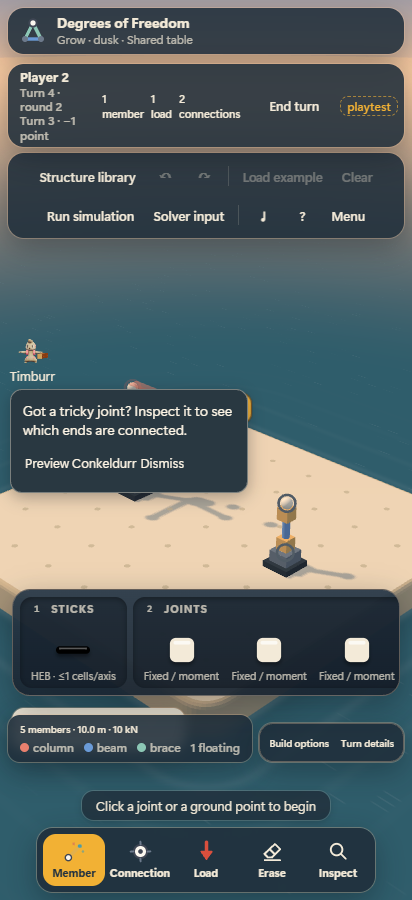 Degrees of Freedom
Grow · dusk · Shared table
Player 2
Turn 4 ·
round 2
Turn 3 · −1
point
1
member
1
load
2
connections
End turn
playtest
Structure library
Load example
Clear
Run simulation
Solver input
?
Menu
Timburr
Got a tricky joint? Inspect it to see
which ends are connected.
Preview Conkeldurr Dismiss
1 STICKS
2 JOINTS
HEB · ≤1 cells/axis
Fixed / moment
Fixed / moment
Fixed / moment
5 members · 10.0 m · 10 kN
column
beam
brace
1 floating
Build options
Turn details
Click a joint or a ground point to begin
Member
Connection
Load
Erase
Inspect